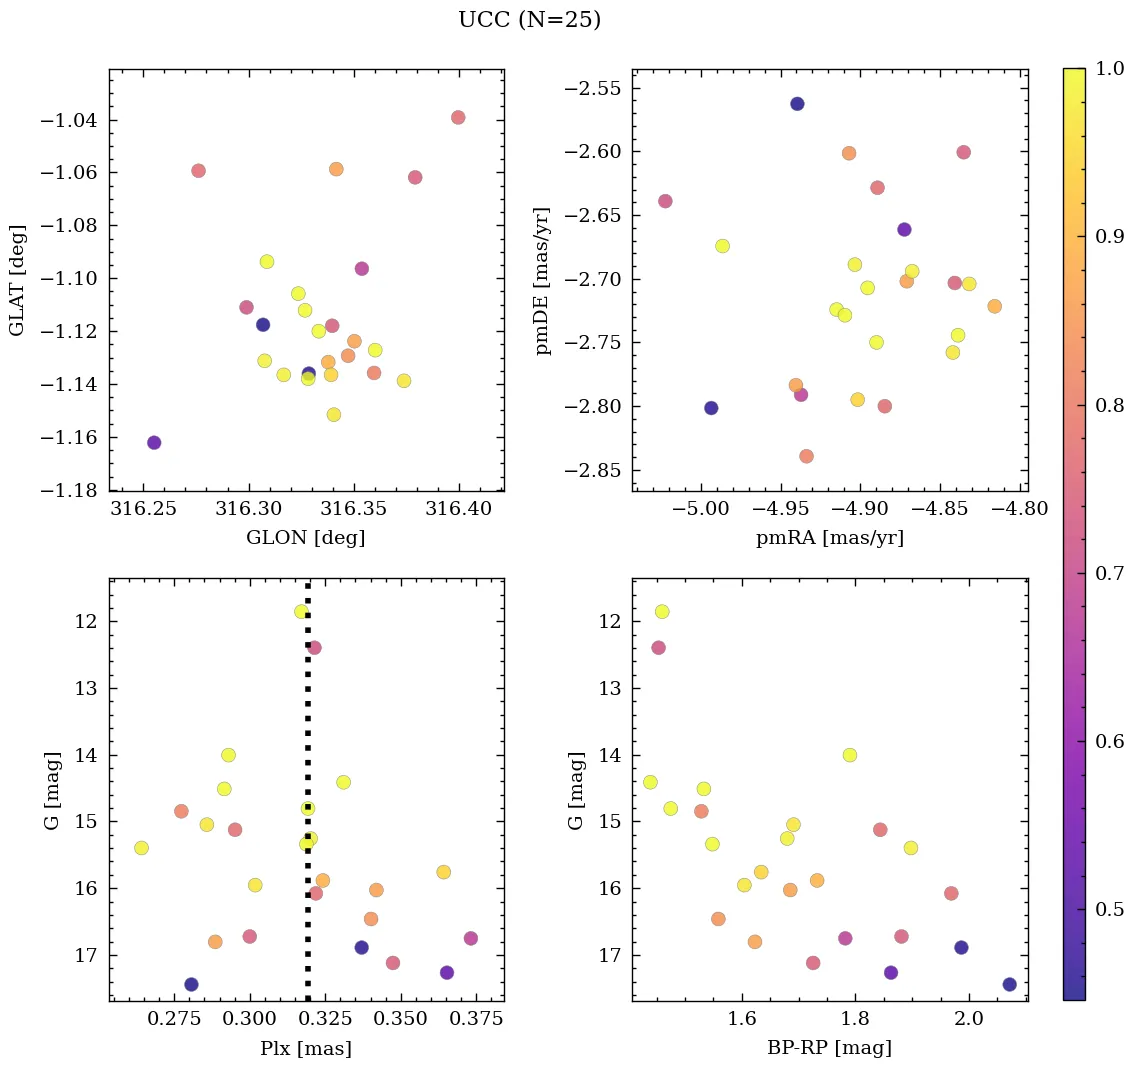 UCC (N=25)
−1.04
−1.06
−1.08
−1.10
−1.12
−1.14
−1.16
−1.18
GLAT [deg]
316.25 316.30 316.35 316.40
GLON [deg]
−2.55
−2.60
−2.65
−2.70
−2.75
−2.80
−2.85
pmDE [mas/yr]
−5.00 −4.95 −4.90 −4.85 −4.80
pmRA [mas/yr]
12
13
14
15
16
17
G [mag]
0.275 0.300 0.325 0.350 0.375
Plx [mas]
12
13
14
15
16
17
G [mag]
1.6 1.8 2.0
BP-RP [mag]
1.0
0.9
0.8
0.7
0.6
0.5